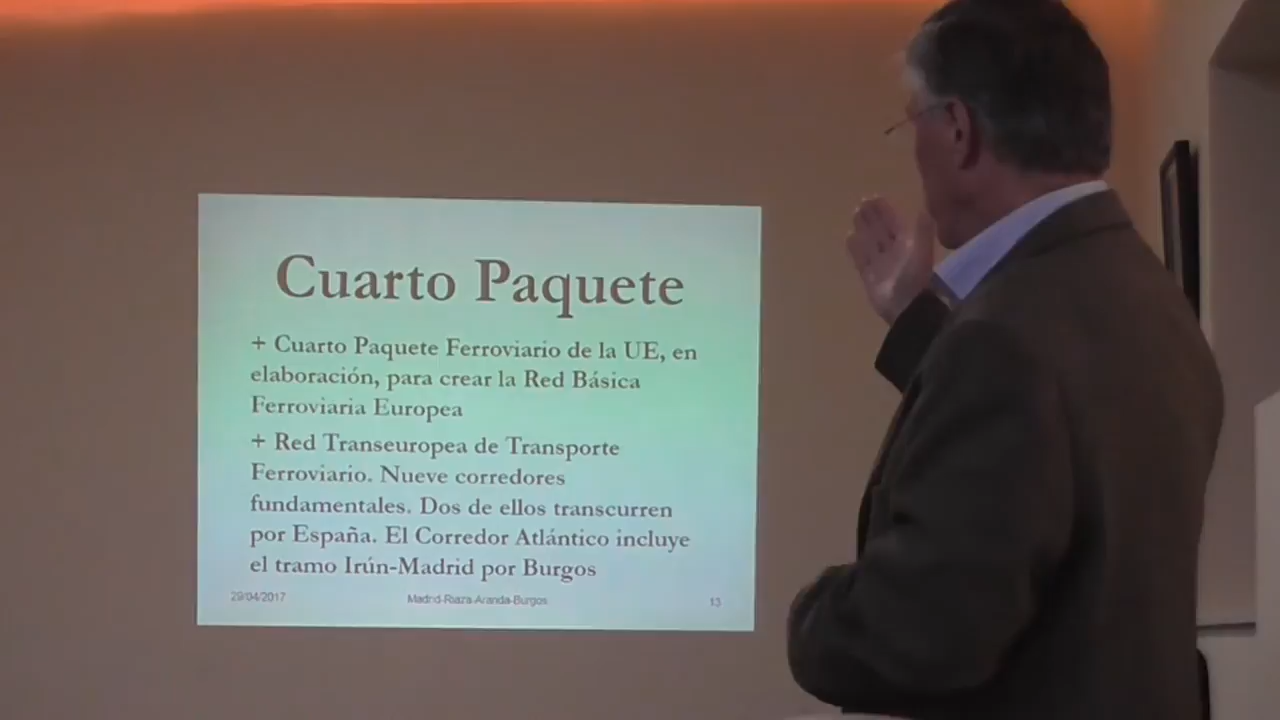 Cuarto Paquete
+ Cuarto Paquete Ferroviario de la UE, en
elaboración, para crear la Red Básica
Ferroviaria Europea
+ Red Transeuropea de Transporte
Ferroviario. Nueve corredores
fundamentales. Dos de ellos transcurren
por España. El Corredor Atlántico incluye
el tramo Irún-Madrid por Burgos
29/04/2017
Madrid-Riaza-Aranda-Burgos
13